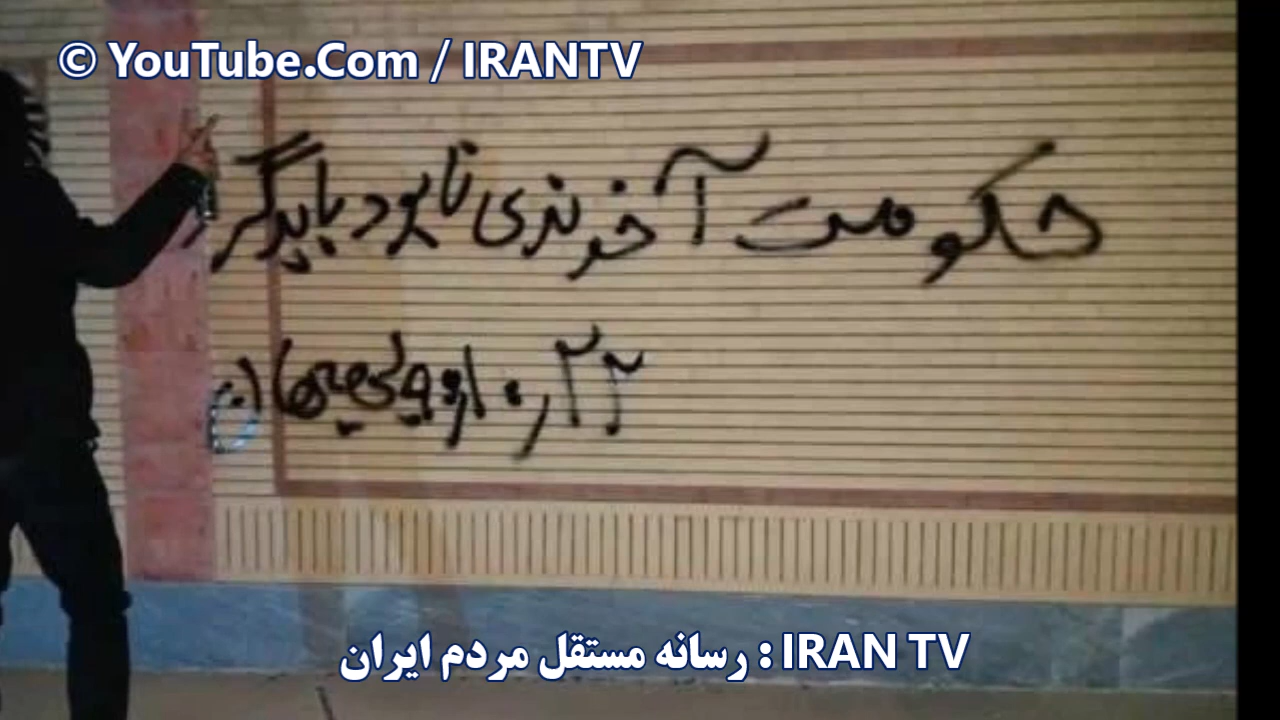 © YouTube.Com / IRANTV
حکومت آخوندی نابود بایدگر
IRAN TV : رسانه مستقل مردم ایران